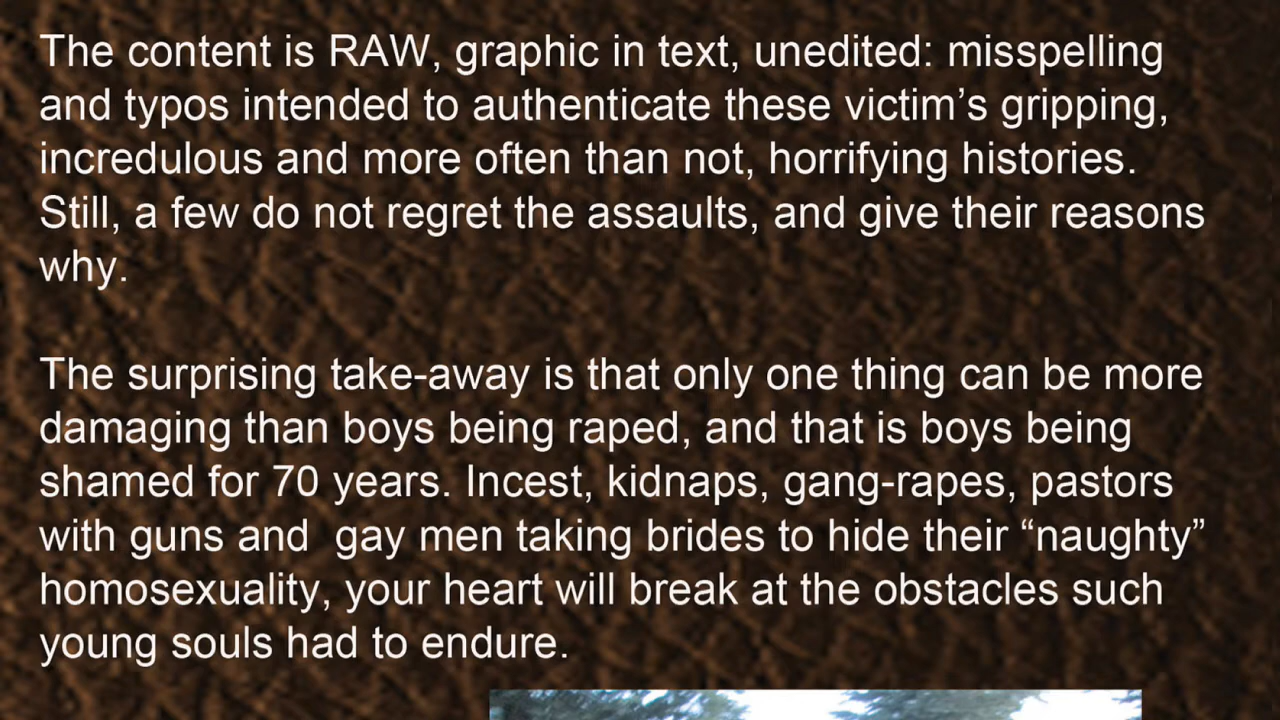 The content is RAW, graphic in text, unedited: misspelling
and typos intended to authenticate these victim’s gripping,
incredulous and more often than not, horrifying histories.
Still, a few do not regret the assaults, and give their reasons
why.
The surprising take-away is that only one thing can be more
damaging than boys being raped, and that is boys being
shamed for 70 years. Incest, kidnaps, gang-rapes, pastors
with guns and  gay men taking brides to hide their “naughty”
homosexuality, your heart will break at the obstacles such
young souls had to endure.